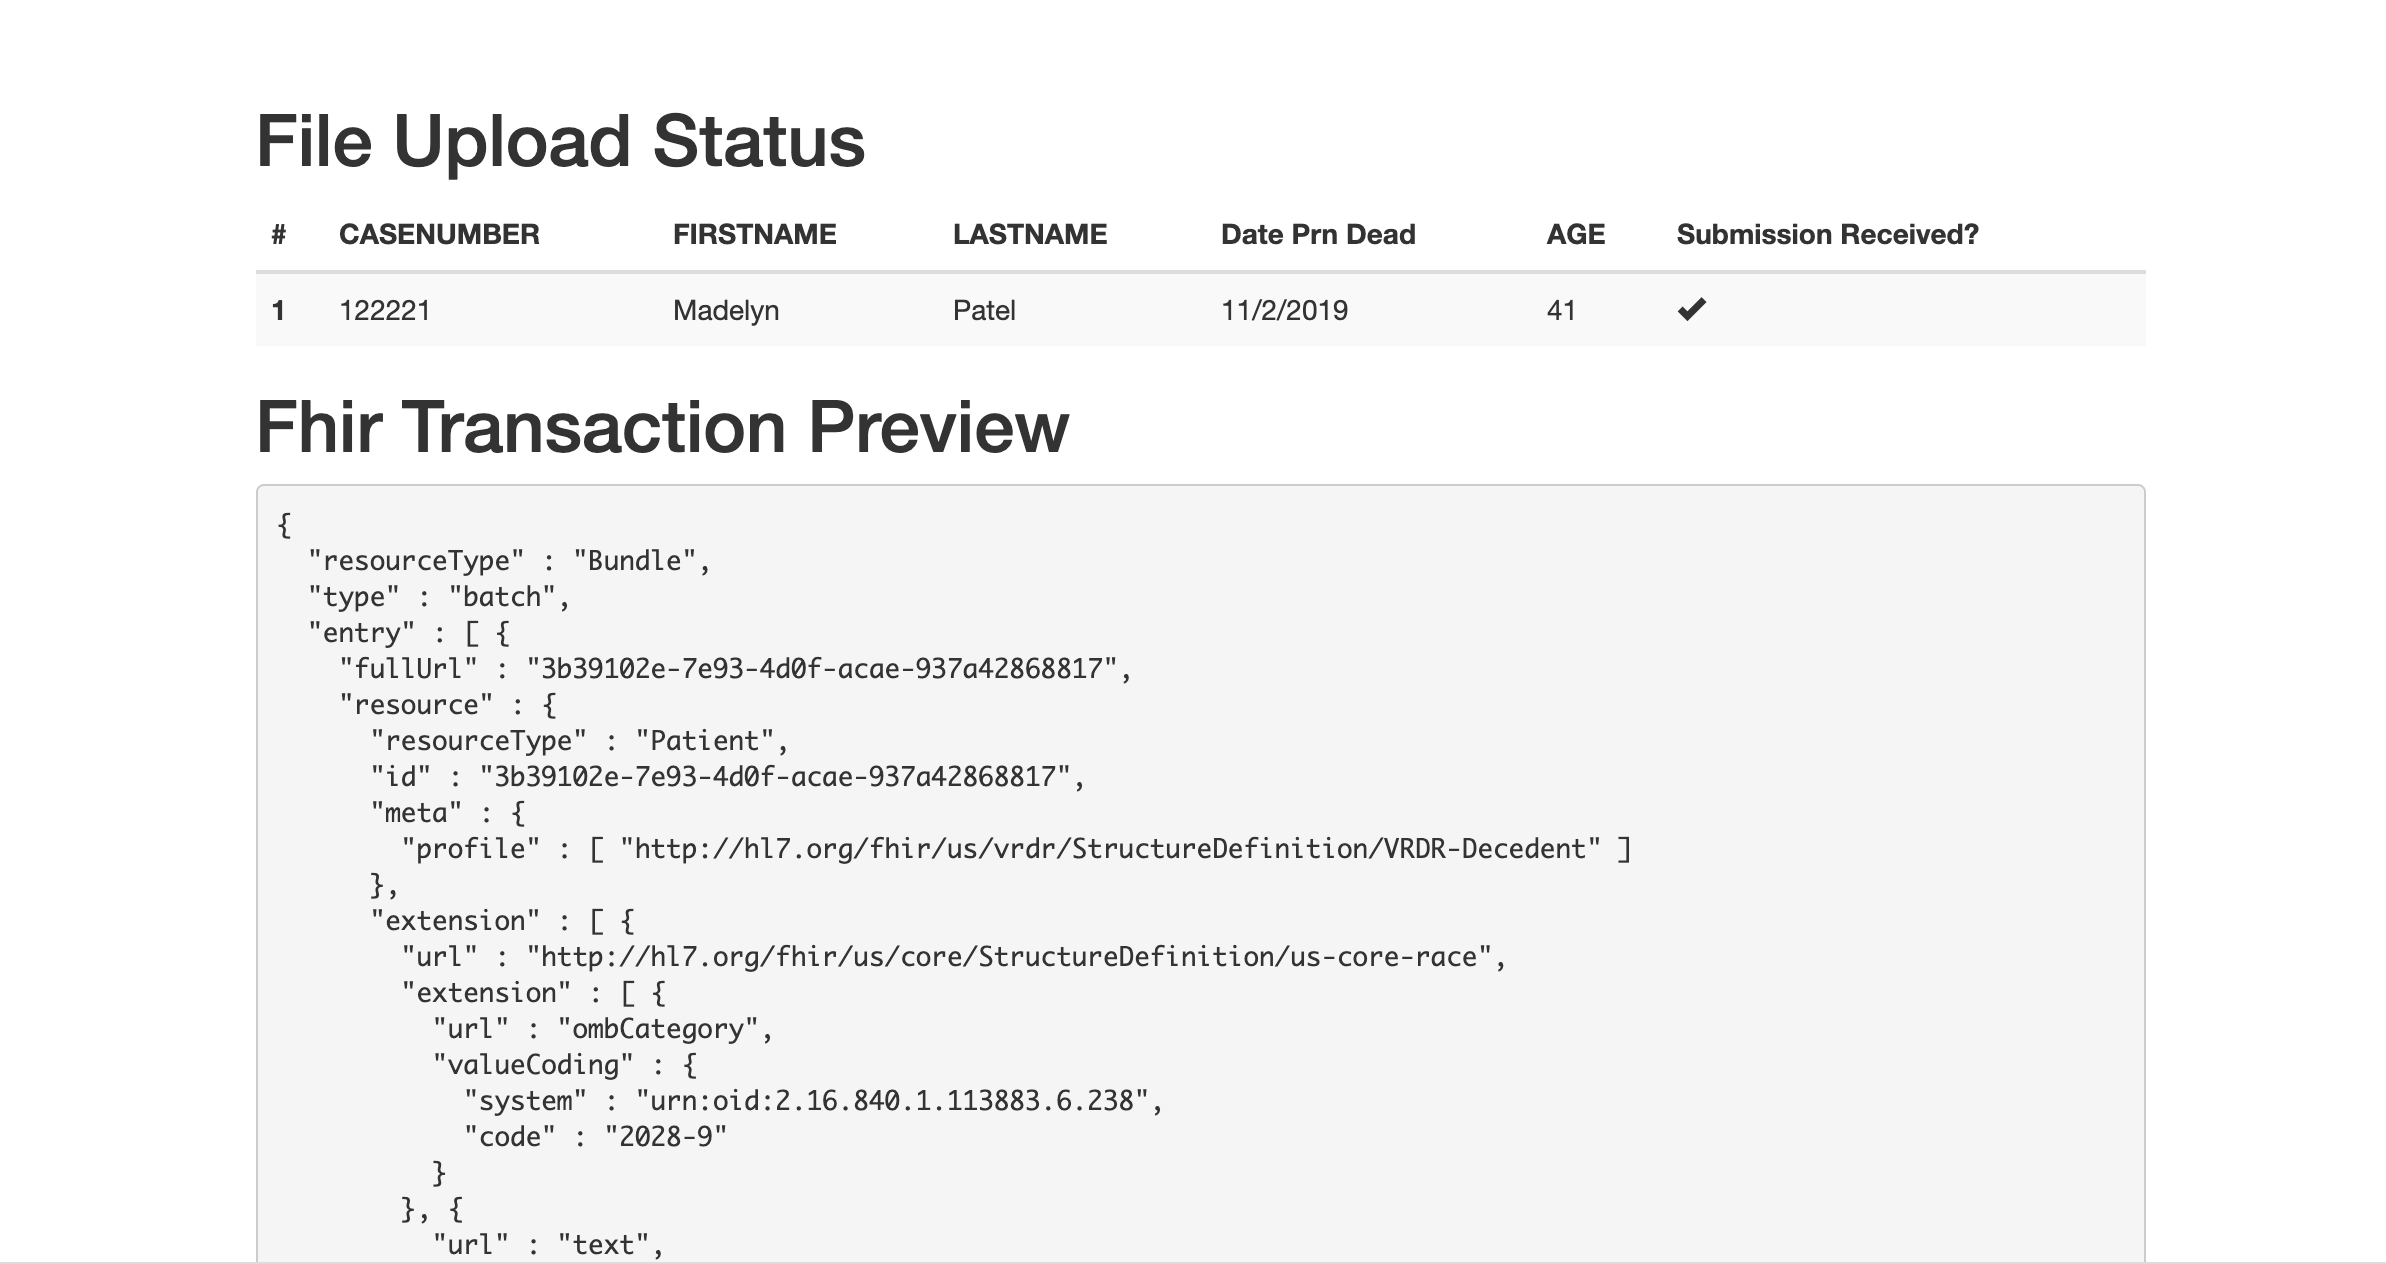 File Upload Status
# CASENUMBER FIRSTNAME LASTNAME Date Prn Dead AGE Submission Received?
1 122221 Madelyn Patel 11/2/2019 41 ✔
Fhir Transaction Preview
{
  "resourceType" : "Bundle",
  "type" : "batch",
  "entry" : [ {
    "fullUrl" : "3b39102e-7e93-4d0f-acae-937a42868817",
    "resource" : {
      "resourceType" : "Patient",
      "id" : "3b39102e-7e93-4d0f-acae-937a42868817",
      "meta" : {
        "profile" : [ "http://hl7.org/fhir/us/vrdr/StructureDefinition/VRDR-Decedent" ]
      },
      "extension" : [ {
        "url" : "http://hl7.org/fhir/us/core/StructureDefinition/us-core-race",
        "extension" : [ {
          "url" : "ombCategory",
          "valueCoding" : {
            "system" : "urn:oid:2.16.840.1.113883.6.238",
            "code" : "2028-9"
          }
        }, {
          "url" : "text",